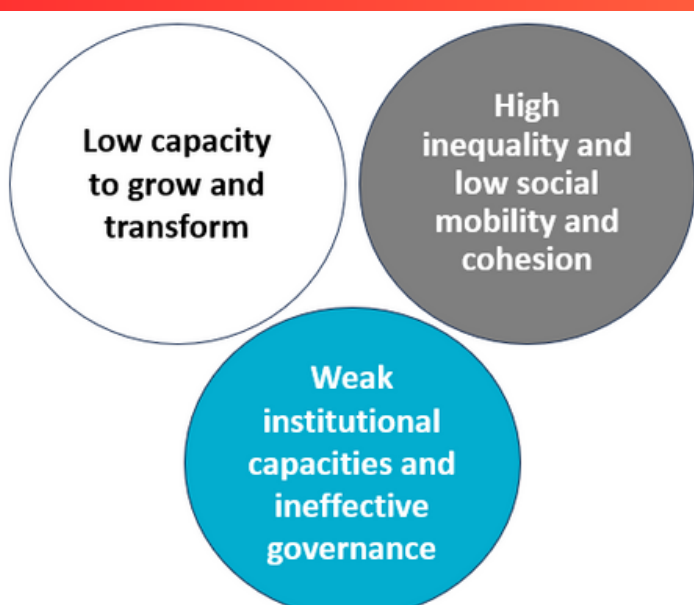 Low capacity
to grow and
transform
High
inequality and
low social
mobility and
cohesion
Weak
institutional
capacities and
ineffective
governance